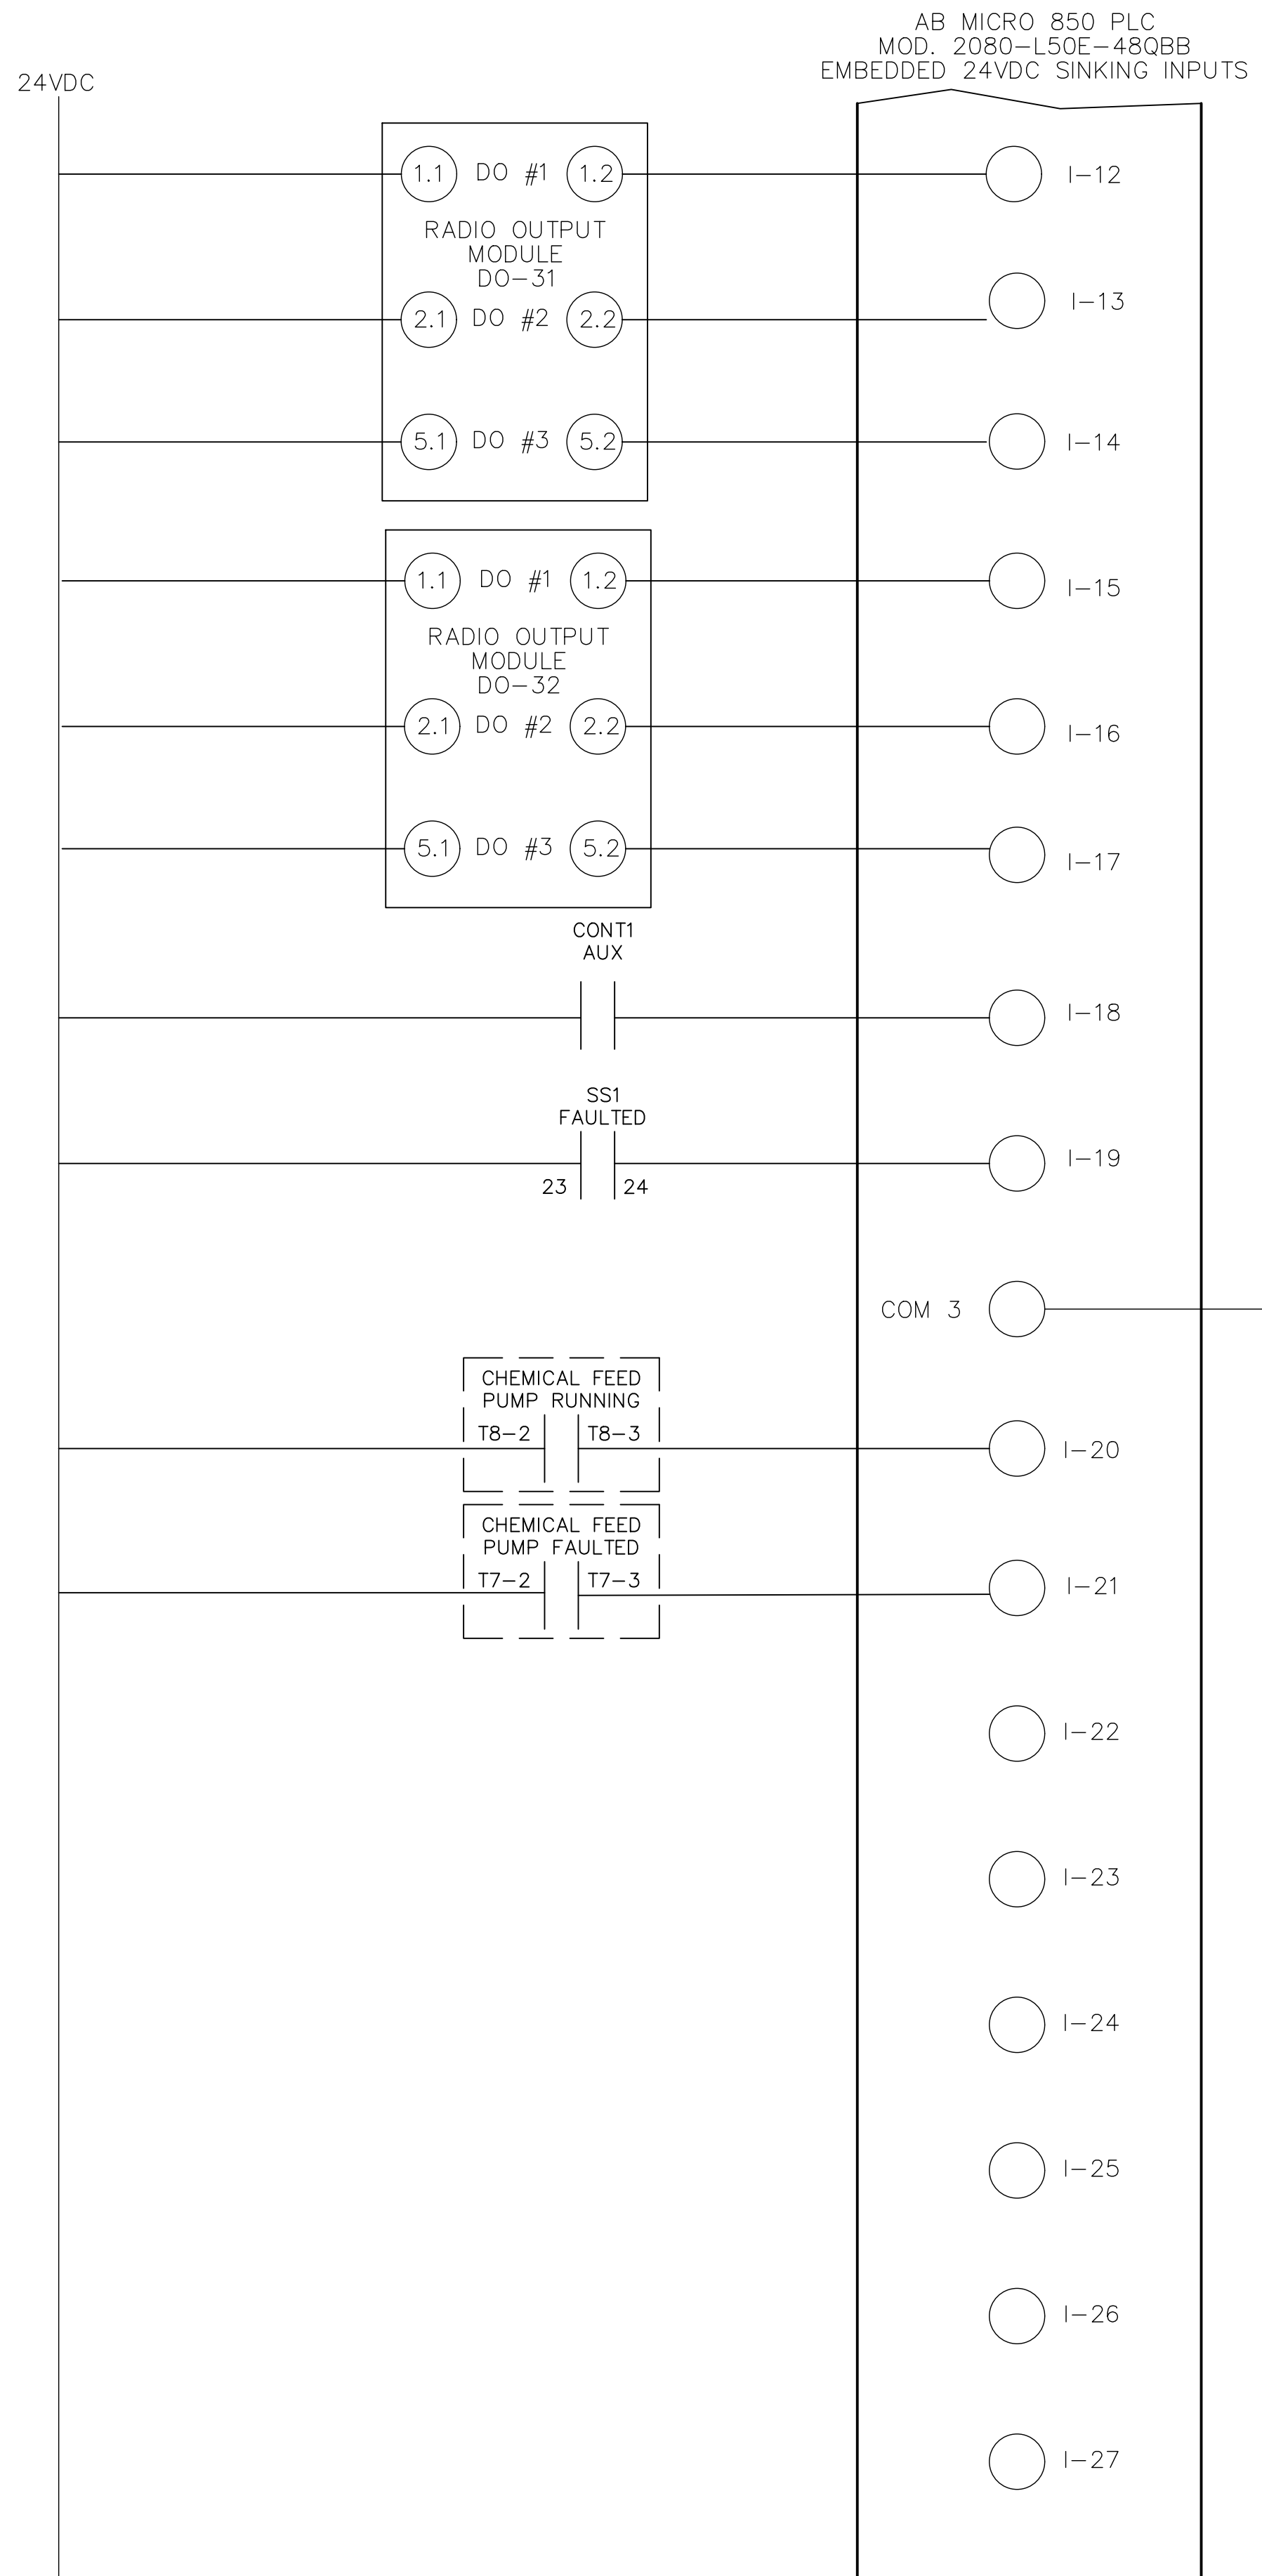 AB MICRO 850 PLC
MOD. 2080-L50E-48QBB
EMBEDDED 24VDC SINKING INPUTS
24VDC
1.1 DO #1 1.2
I-12
RADIO OUTPUT
MODULE
DO-31
2.1 DO #2 2.2
I-13
5.1 DO #3 5.2
I-14
1.1 DO #1 1.2
I-15
RADIO OUTPUT
MODULE
DO-32
2.1 DO #2 2.2
I-16
5.1 DO #3 5.2
I-17
CONT1
AUX
I-18
SS1
FAULTED
23 24
I-19
COM 3
CHEMICAL FEED
PUMP RUNNING
T8-2 T8-3
I-20
CHEMICAL FEED
PUMP FAULTED
T7-2 T7-3
I-21
I-22
I-23
I-24
I-25
I-26
I-27